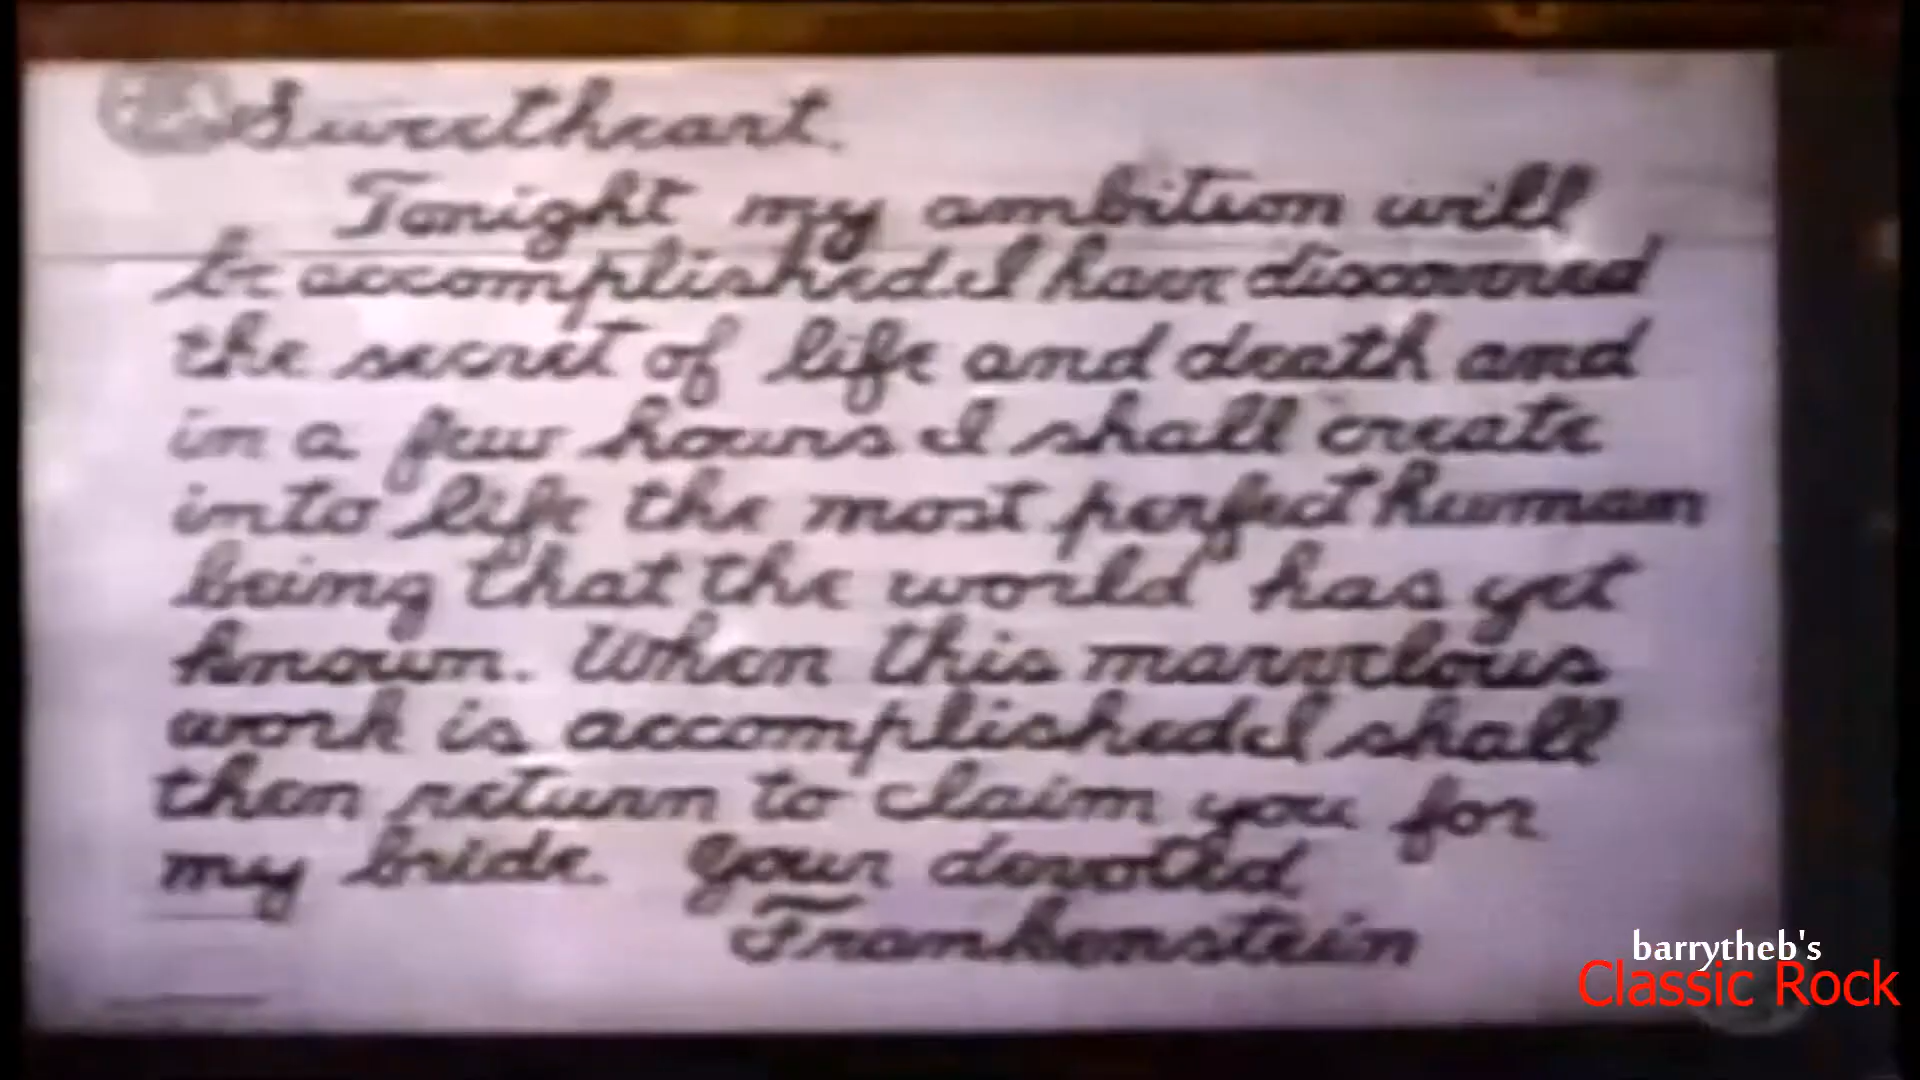 Sweetheart.
Tonight my ambition will
be accomplished. I have discovered
the secret of life and death and
in a few hours I shall create
into life the most perfect human
being that the world has yet
known. When this marvelous
work is accomplished I shall
then return to claim you for
my bride. Your devoted
Frankenstein
barrytheb's
Classic Rock